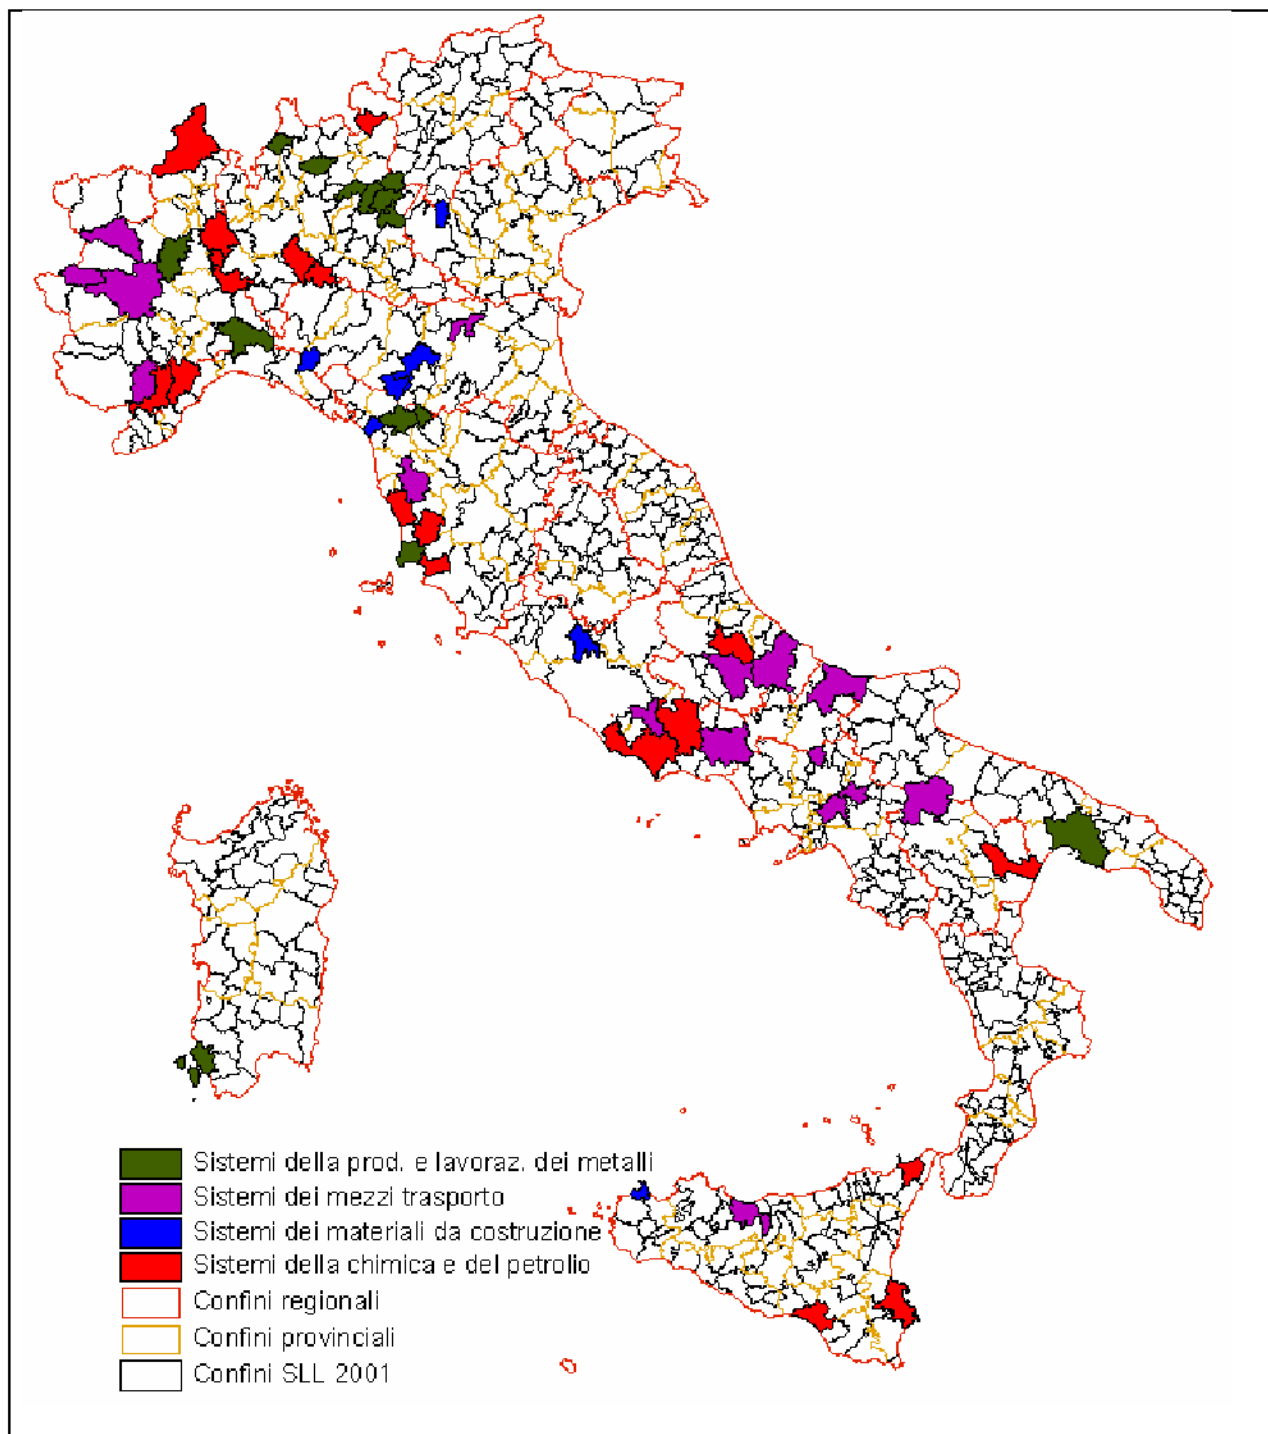 Sistemi della prod. e lavoraz. dei metalli
Sistemi dei mezzi trasporto
Sistemi dei materiali da costruzione
Sistemi della chimica e del petrolio
Confini regionali
Confini provinciali
Confini SLL 2001